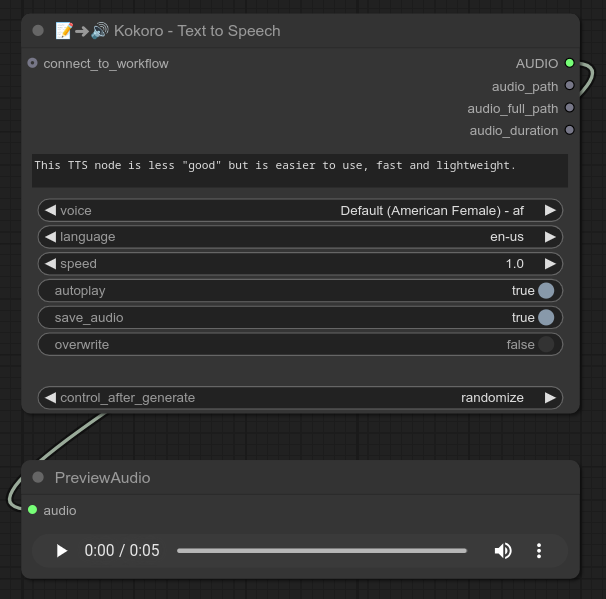 📝➜🔊 Kokoro - Text to Speech
connect_to_workflow
AUDIO
audio_path
audio_full_path
audio_duration
This TTS node is less "good" but is easier to use, fast and lightweight.
voice Default (American Female) - af
language en-us
speed 1.0
autoplay true
save_audio true
overwrite false
control_after_generate randomize
PreviewAudio
audio
0:00 / 0:05